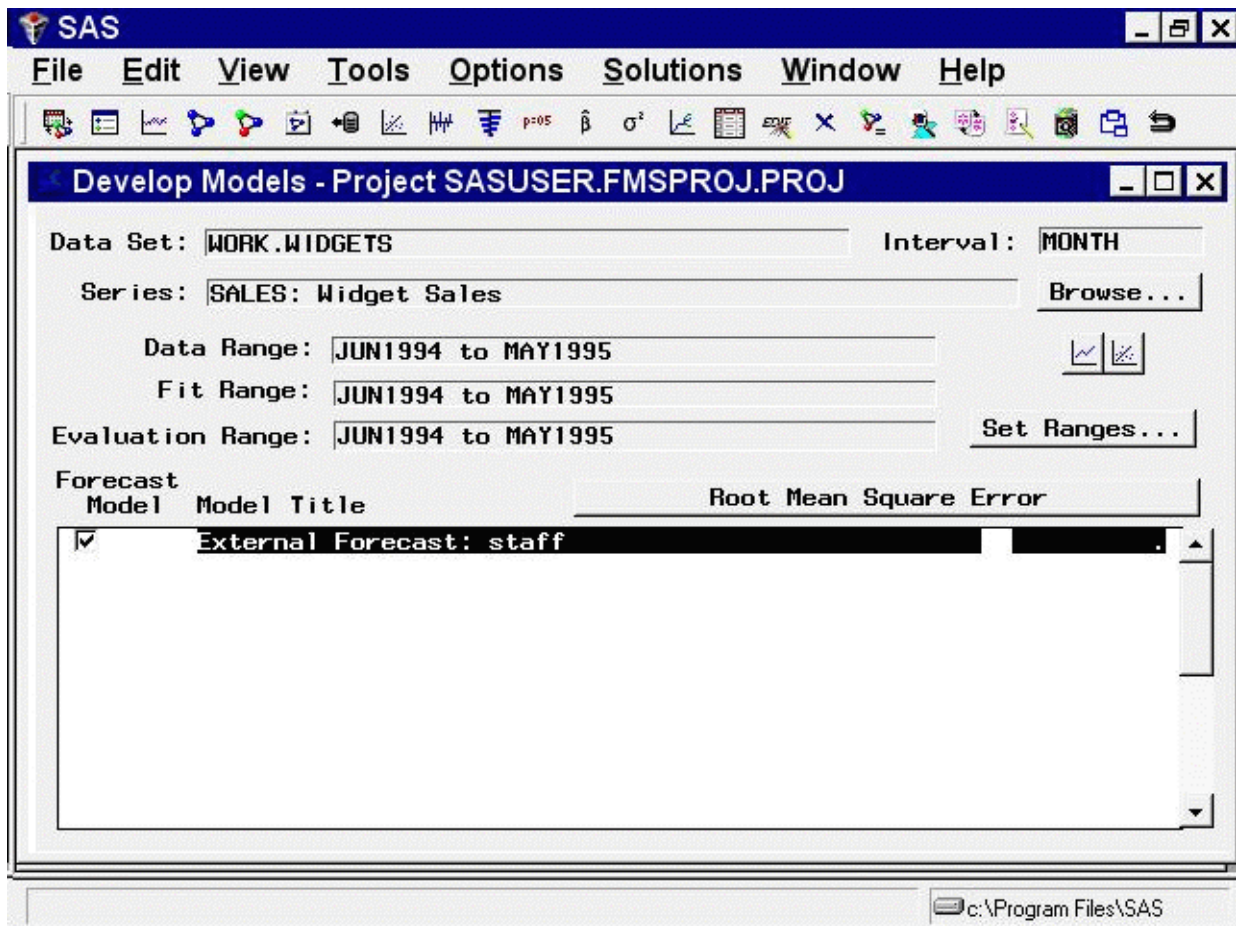 SAS
File Edit View Tools Options Solutions Window Help
p=05 β̂ σ² EDIT
Develop Models - Project SASUSER.FMSPROJ.PROJ
Data Set: WORK.WIDGETS Interval: MONTH
Series: SALES: Widget Sales Browse...
Data Range: JUN1994 to MAY1995
Fit Range: JUN1994 to MAY1995
Evaluation Range: JUN1994 to MAY1995 Set Ranges...
Forecast
Model Model Title Root Mean Square Error
External Forecast: staff .
c:\Program Files\SAS